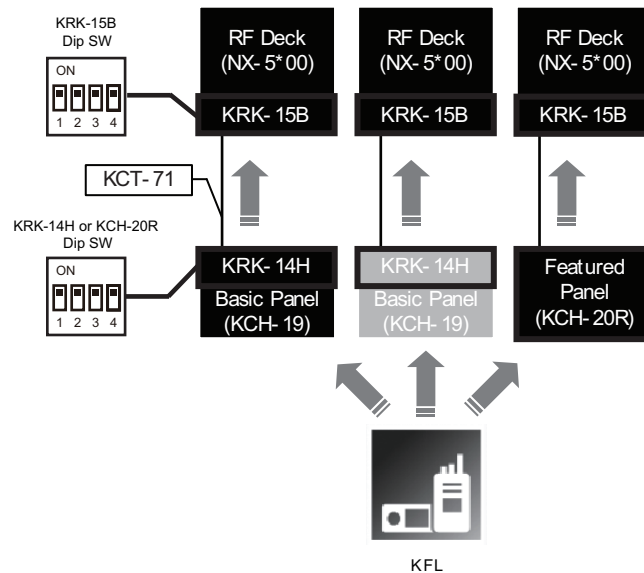 KRK-15B
Dip SW
ON
1 2 3 4
RF Deck
(NX-5*00)
KRK-15B
RF Deck
(NX-5*00)
KRK-15B
RF Deck
(NX-5*00)
KRK-15B
KCT-71
KRK-14H or KCH-20R
Dip SW
ON
1 2 3 4
KRK-14H
Basic Panel
(KCH-19)
KRK-14H
Basic Panel
(KCH-19)
Featured
Panel
(KCH-20R)
KFL